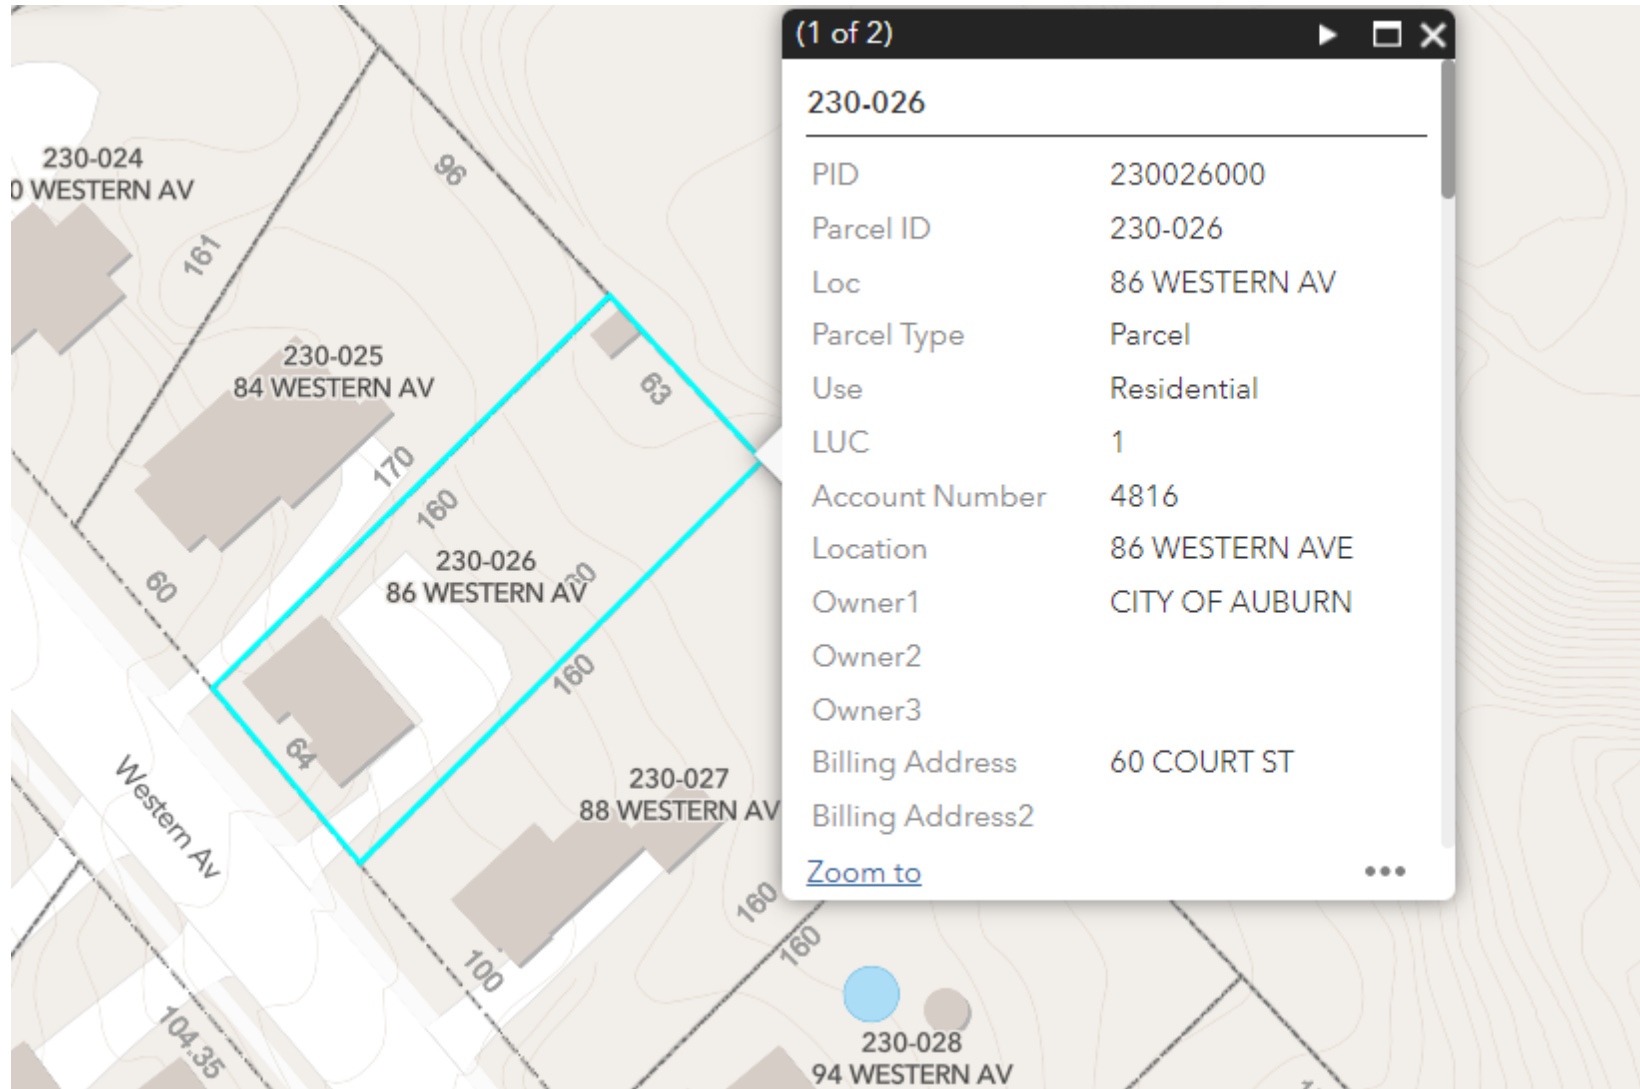 230-024
0 WESTERN AV
161
96
230-025
84 WESTERN AV
63
170
160
230-026
86 WESTERN AV
60
64
160
Western Av
230-027
88 WESTERN AV
100
160
160
104.35
230-028
94 WESTERN AV
(1 of 2)
230-026
PID 230026000
Parcel ID 230-026
Loc 86 WESTERN AV
Parcel Type Parcel
Use Residential
LUC 1
Account Number 4816
Location 86 WESTERN AVE
Owner1 CITY OF AUBURN
Owner2
Owner3
Billing Address 60 COURT ST
Billing Address2
Zoom to